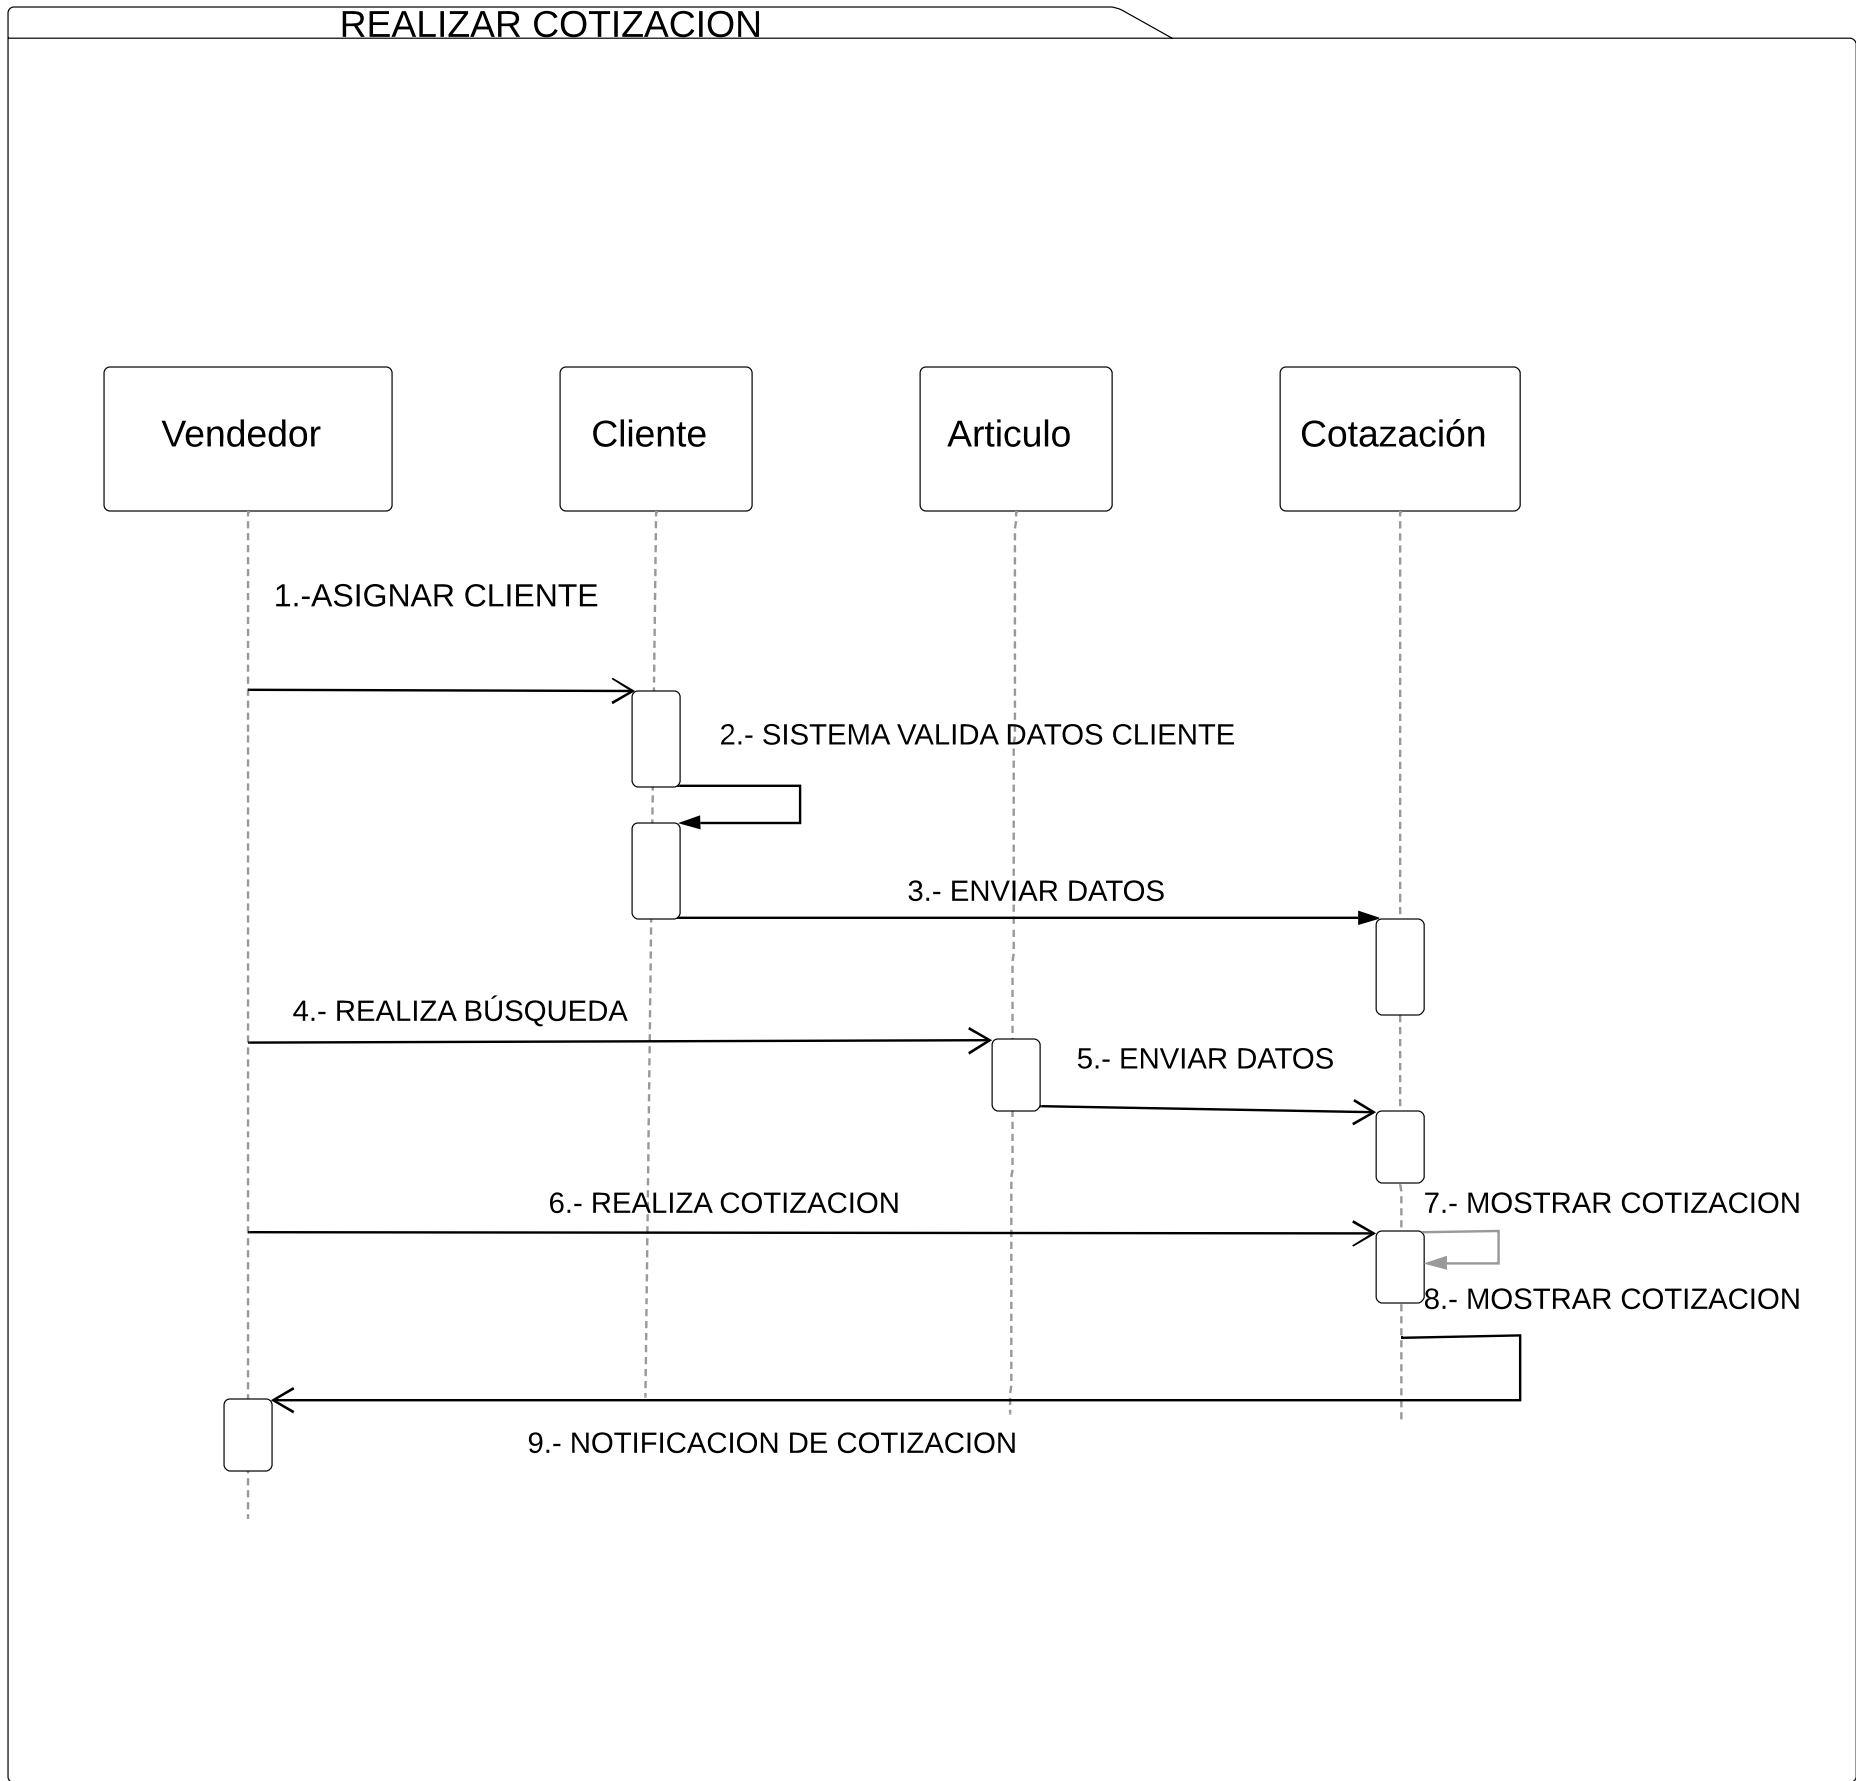 REALIZAR COTIZACION
Vendedor
Cliente
Articulo
Cotazación
1.-ASIGNAR CLIENTE
2.- SISTEMA VALIDA DATOS CLIENTE
3.- ENVIAR DATOS
4.- REALIZA BÚSQUEDA
5.- ENVIAR DATOS
6.- REALIZA COTIZACION
7.- MOSTRAR COTIZACION
8.- MOSTRAR COTIZACION
9.- NOTIFICACION DE COTIZACION